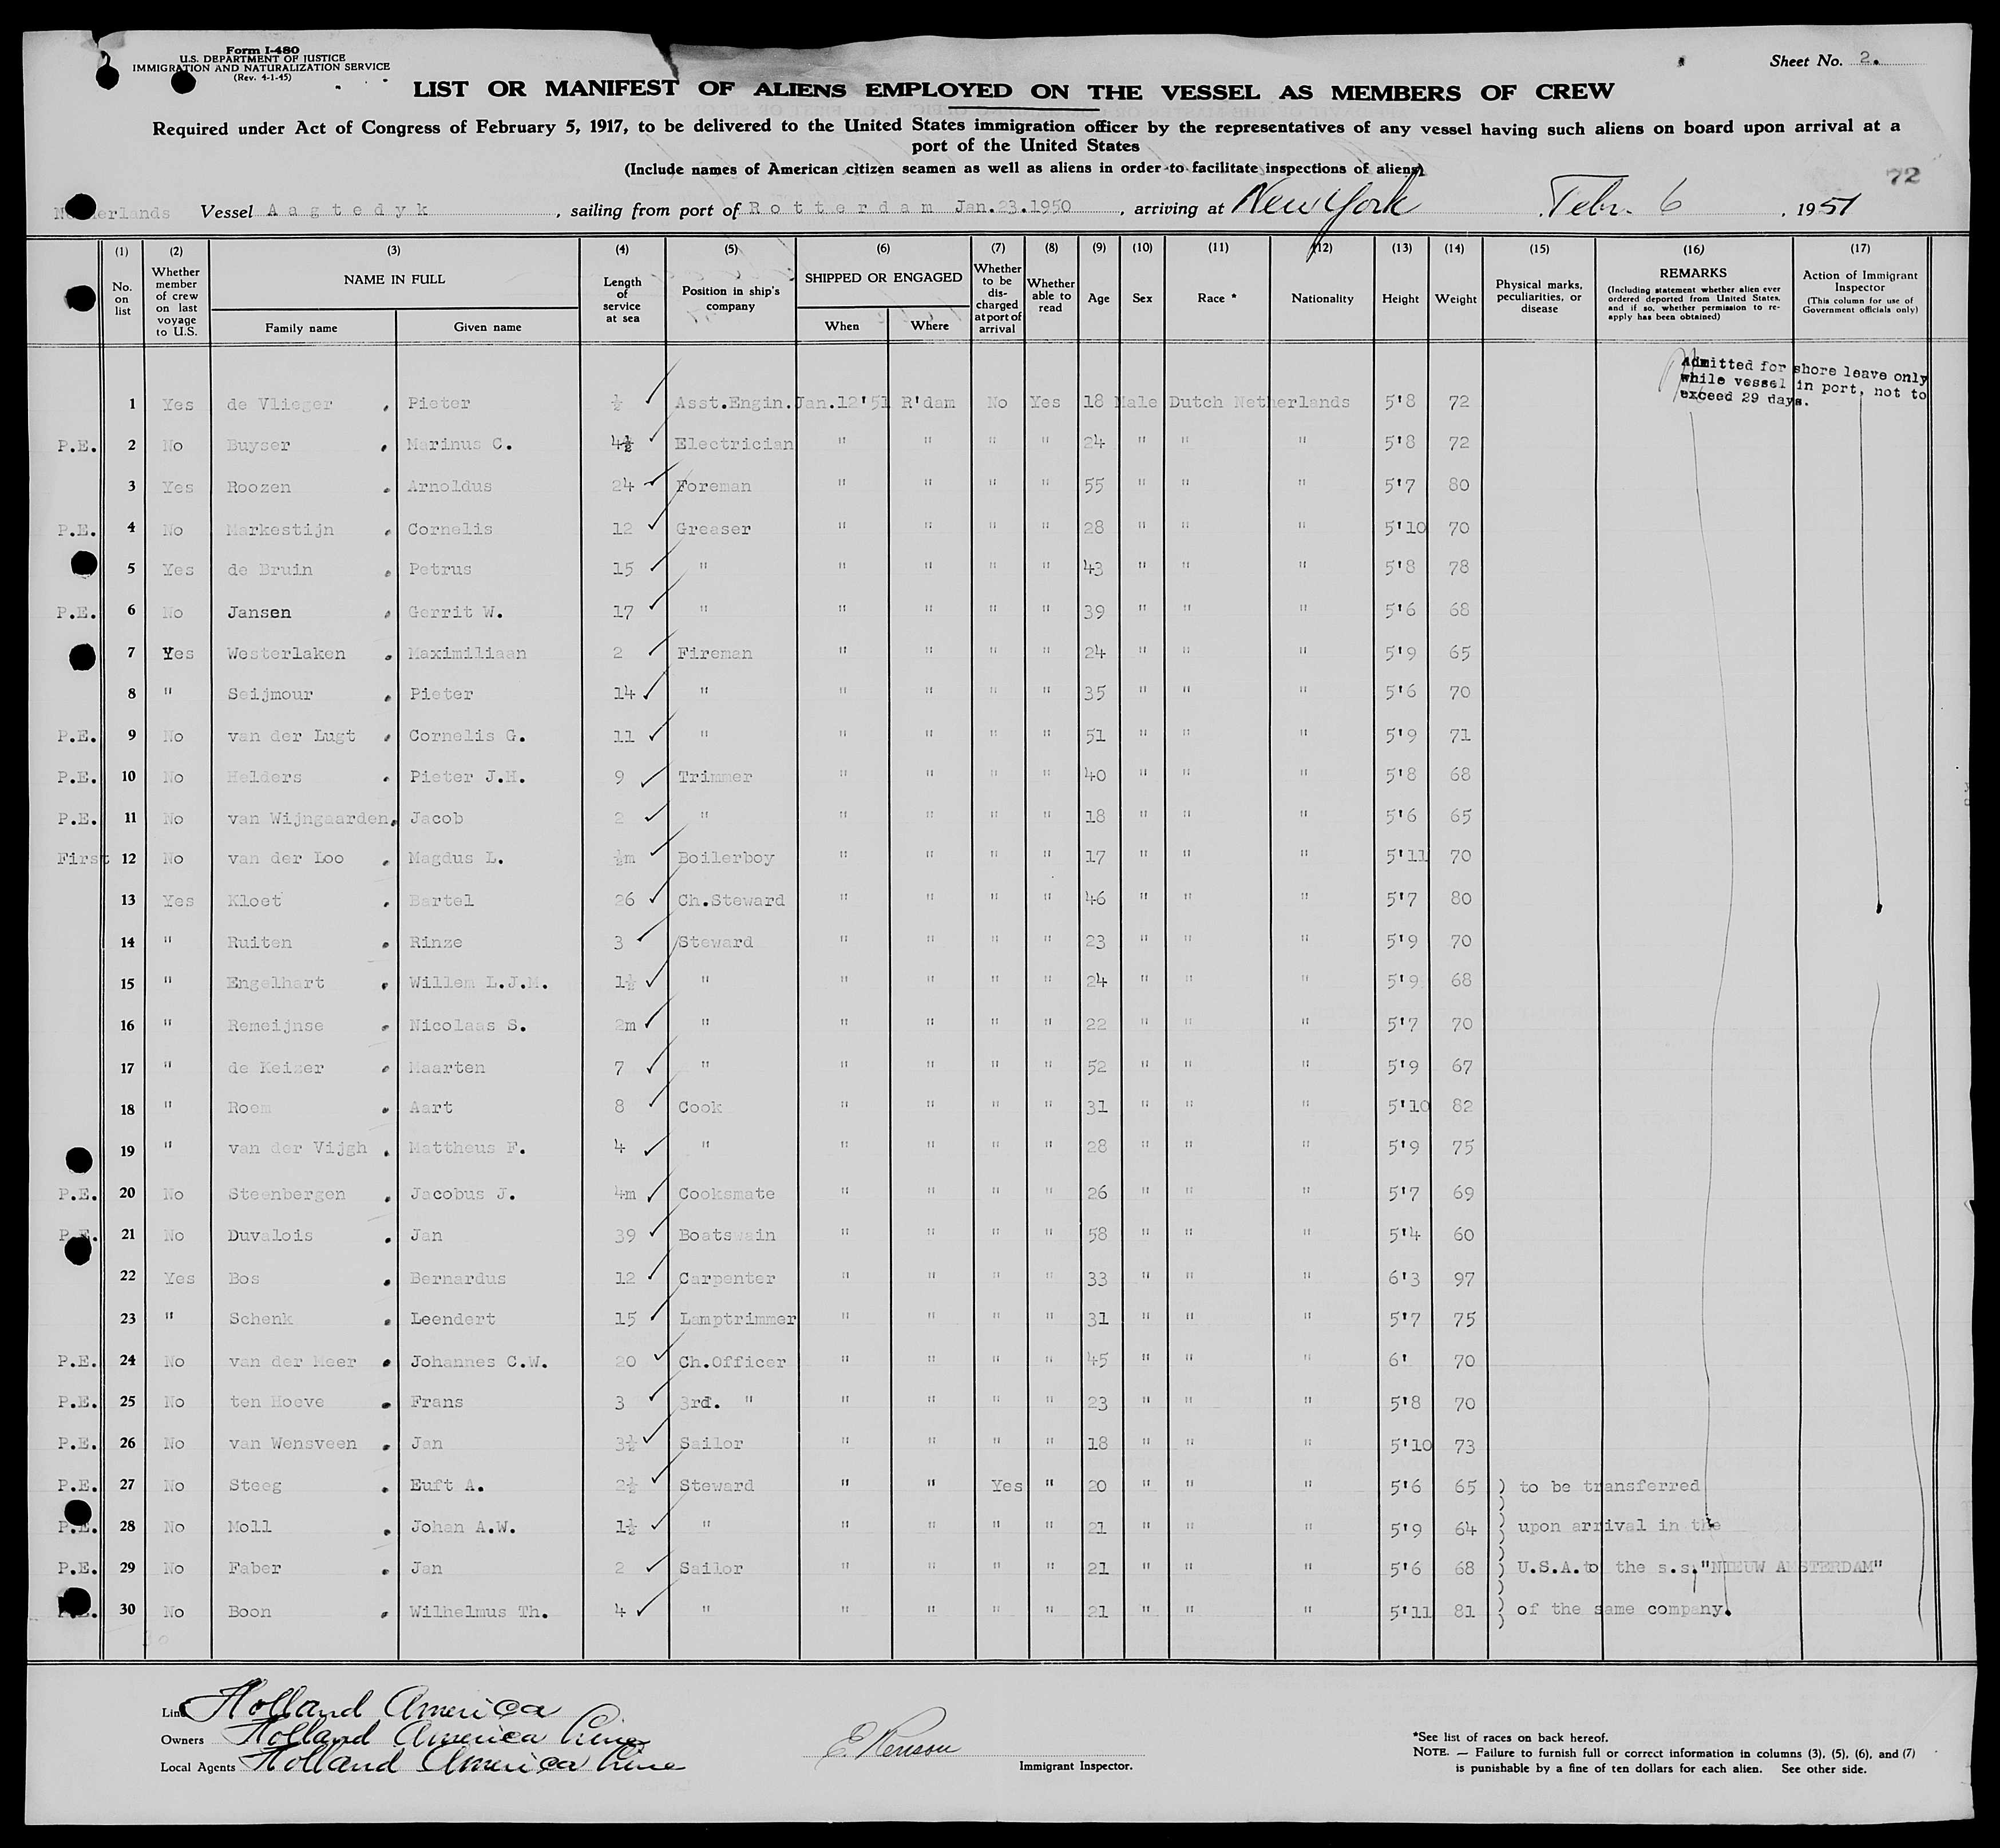 Form I-480
U.S. DEPARTMENT OF JUSTICE
IMMIGRATION AND NATURALIZATION SERVICE
(Rev. 4-1-45)
Sheet No. 2.
LIST OR MANIFEST OF ALIENS EMPLOYED ON THE VESSEL AS MEMBERS OF CREW
Required under Act of Congress of February 5, 1917, to be delivered to the United States immigration officer by the representatives of any vessel having such aliens on board upon arrival at a
port of the United States
(Include names of American citizen seamen as well as aliens in order to facilitate inspections of aliens)
72
Netherlands Vessel Aagtedyk, sailing from port of Rotterdam Jan.23.1950, arriving at New York, Febr. 6, 1951
(1) (2) (3) (4) (5) (6) (7) (8) (9) (10) (11) (12) (13) (14) (15) (16) (17)
No. on list
Whether member of crew on last voyage to U.S.
NAME IN FULL
Family name
Given name
Length of service at sea
Position in ship's company
SHIPPED OR ENGAGED
When
Where
Whether to be discharged at port of arrival
Whether able to read
Age
Sex
Race *
Nationality
Height
Weight
Physical marks, peculiarities, or disease
REMARKS
(Including statement whether alien ever ordered deported from United States, and if so, whether permission to reapply has been obtained)
Action of Immigrant Inspector
(This column for use of Government officials only)
Admitted for shore leave only
while vessel in port, not to
exceed 29 days.
1 Yes de Vlieger, Pieter ½ Asst.Engin. Jan.12'51 R'dam No Yes 18 Male Dutch Netherlands 5'8 72
P.E. 2 No Buyser, Marinus C. 4½ Electrician " " " " 24 " " " 5'8 72
3 Yes Roozen, Arnoldus 24 Foreman " " " " 55 " " " 5'7 80
P.E. 4 No Markestijn, Cornelis 12 Greaser " " " " 28 " " " 5'10 70
5 Yes de Bruin, Petrus 15 " " " " " 43 " " " 5'8 78
P.E. 6 No Jansen, Gerrit W. 17 " " " " " 39 " " " 5'6 68
7 Yes Westerlaken, Maximiliaan 2 Fireman " " " " 24 " " " 5'9 65
8 " Seijmour, Pieter 14 " " " " " 35 " " " 5'6 70
P.E. 9 No van der Lugt, Cornelis G. 11 " " " " " 51 " " " 5'9 71
P.E. 10 No Helders, Pieter J.H. 9 Trimmer " " " " 40 " " " 5'8 68
P.E. 11 No van Wijngaarden, Jacob 2 " " " " " 18 " " " 5'6 65
First 12 No van der Loo, Magdus L. ½m Boilerboy " " " " 17 " " " 5'11 70
13 Yes Kloet, Bartel 26 Ch.Steward " " " " 46 " " " 5'7 80
14 " Ruiten, Rinze 3 Steward " " " " 23 " " " 5'9 70
15 " Engelhart, Willem L.J.M. 1½ " " " " " 24 " " " 5'9 68
16 " Remeijnse, Nicolaas S. 2m " " " " " 22 " " " 5'7 70
17 " de Keizer, Maarten 7 " " " " " 52 " " " 5'9 67
18 " Roem, Aart 8 Cook " " " " 31 " " " 5'10 82
19 " van der Vijgh, Mattheus F. 4 " " " " " 28 " " " 5'9 75
P.E. 20 No Steenbergen, Jacobus J. 4m Cooksmate " " " " 26 " " " 5'7 69
P.E. 21 No Duvalois, Jan 39 Boatswain " " " " 58 " " " 5'4 60
22 Yes Bos, Bernardus 12 Carpenter " " " " 33 " " " 6'3 97
23 " Schenk, Leendert 15 Lamptrimmer " " " " 31 " " " 5'7 75
P.E. 24 No van der Meer, Johannes C.W. 20 Ch.Officer " " " " 45 " " " 6' 70
P.E. 25 No ten Hoeve, Frans 3 3rd. " " " " " 23 " " " 5'8 70
P.E. 26 No van Wensveen, Jan 3½ Sailor " " " " 18 " " " 5'10 73
P.E. 27 No Steeg, Euft A. 2½ Steward " " Yes " 20 " " " 5'6 65 ) to be transferred
P.E. 28 No Moll, Johan A.W. 1½ " " " " " 21 " " " 5'9 64 ) upon arrival in the
P.E. 29 No Faber, Jan 2 Sailor " " " " 21 " " " 5'6 68 ) U.S.A.to the s.s."NIEUW AMSTERDAM"
P.E. 30 No Boon, Wilhelmus Th. 4 " " " " " 21 " " " 5'11 81 ) of the same company.
Line Holland America
Owners Holland America Line
Local Agents Holland America Line
Immigrant Inspector.
*See list of races on back hereof.
NOTE. — Failure to furnish full or correct information in columns (3), (5), (6), and (7)
is punishable by a fine of ten dollars for each alien. See other side.